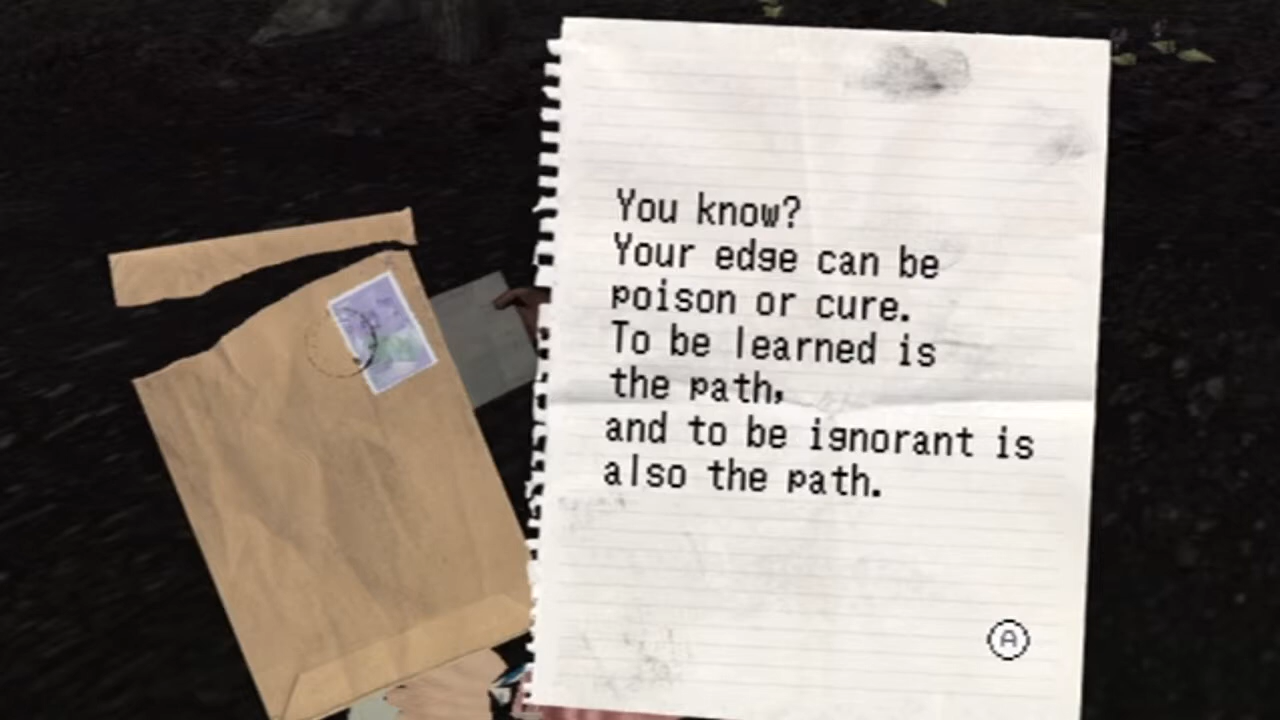 You know?
Your edge can be
poison or cure.
To be learned is
the path,
and to be ignorant is
also the path.
A